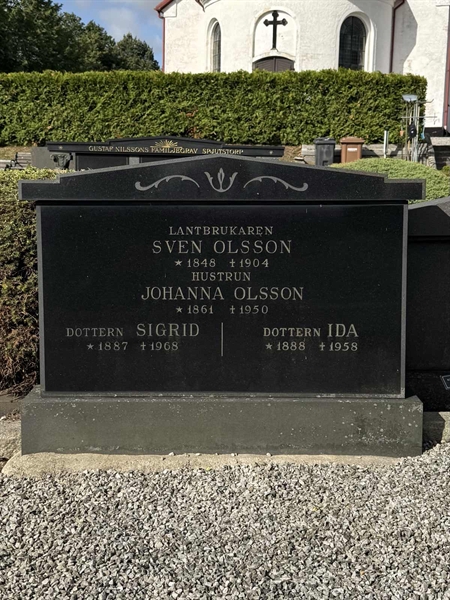 GUSTAF NILSSONS FAMILJEGRAV SPJUTSTORP
LANTBRUKAREN
SVEN OLSSON
*1848 †1904
HUSTRUN
JOHANNA OLSSON
*1861 †1950
DOTTERN SIGRID
*1887 †1968
DOTTERN IDA
*1888 †1958